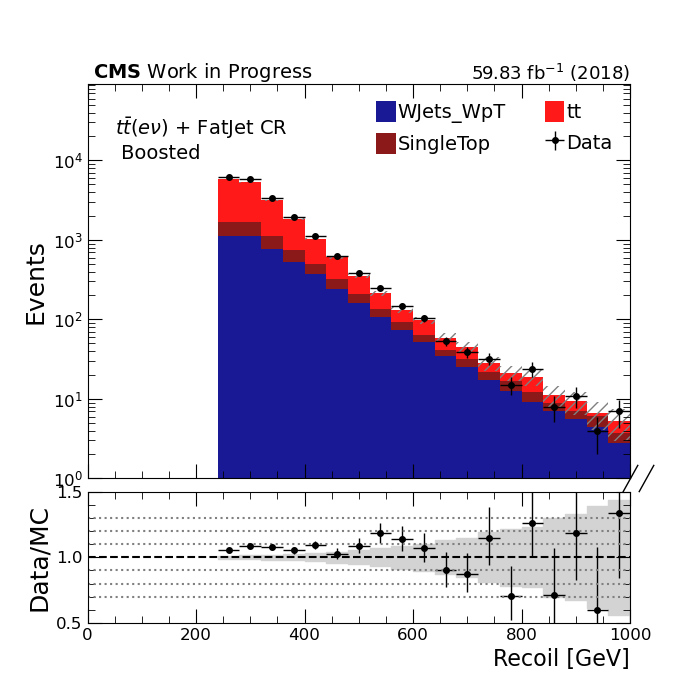 CMS Work in Progress 59.83 fb⁻¹ (2018)
tt̄(eν) + FatJet CR
Boosted
WJets_WpT
tt
SingleTop
Data
Events
10⁴
10³
10²
10¹
10⁰
Data/MC
1.5
1.0
0.5
0 200 400 600 800 1000
Recoil [GeV]